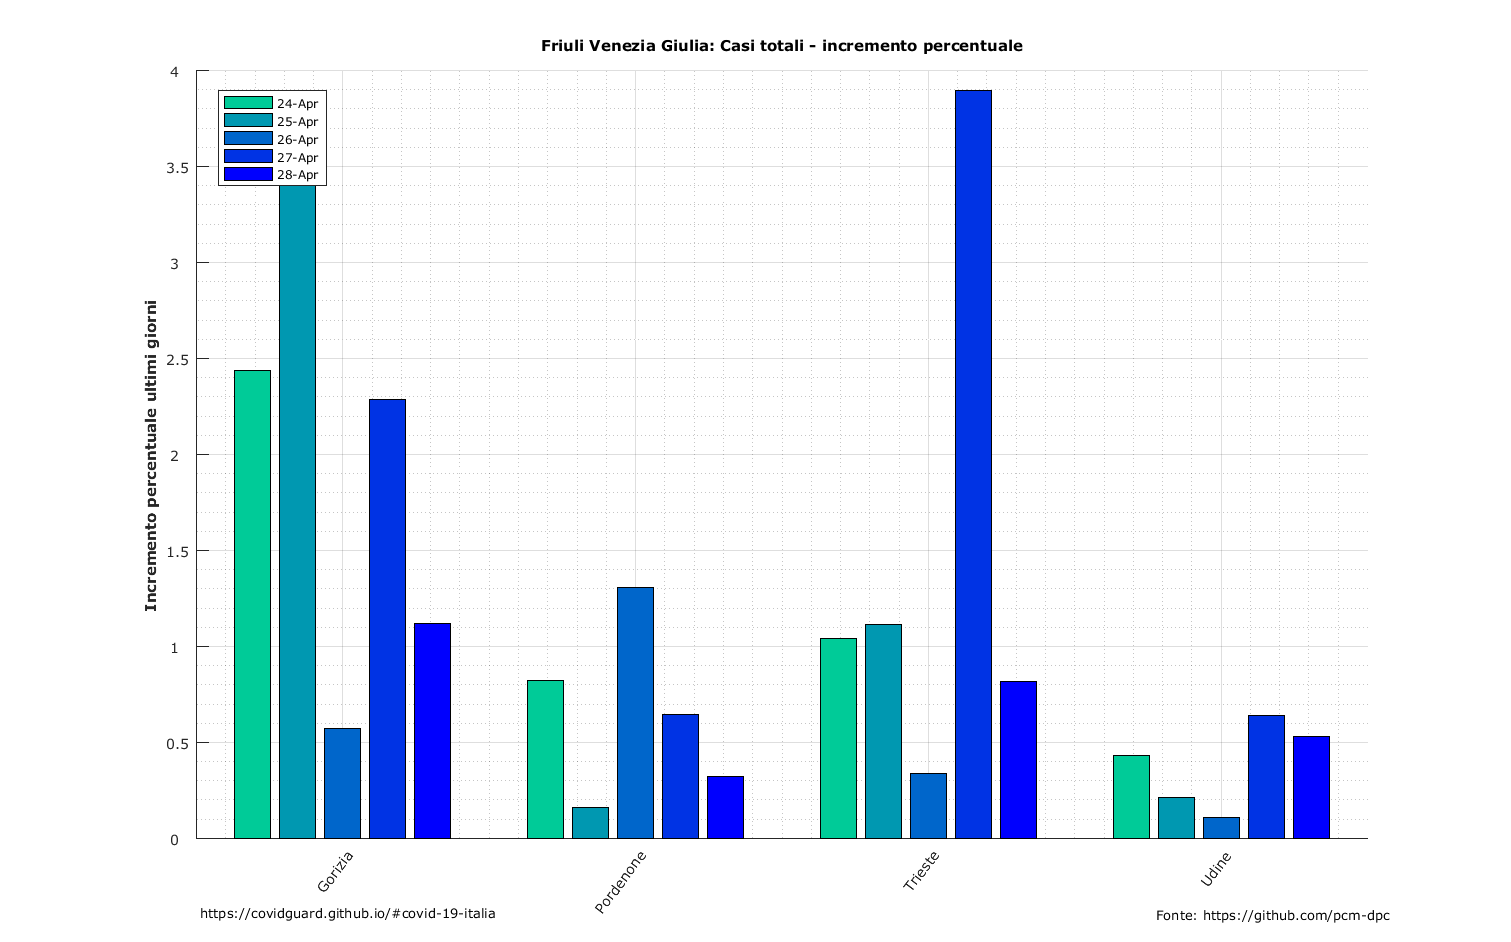 Friuli Venezia Giulia: Casi totali - incremento percentuale
4
3.5
3
2.5
2
1.5
1
0.5
0
Incremento percentuale ultimi giorni
24-Apr
25-Apr
26-Apr
27-Apr
28-Apr
Gorizia
Pordenone
Trieste
Udine
https://covidguard.github.io/#covid-19-italia
Fonte: https://github.com/pcm-dpc